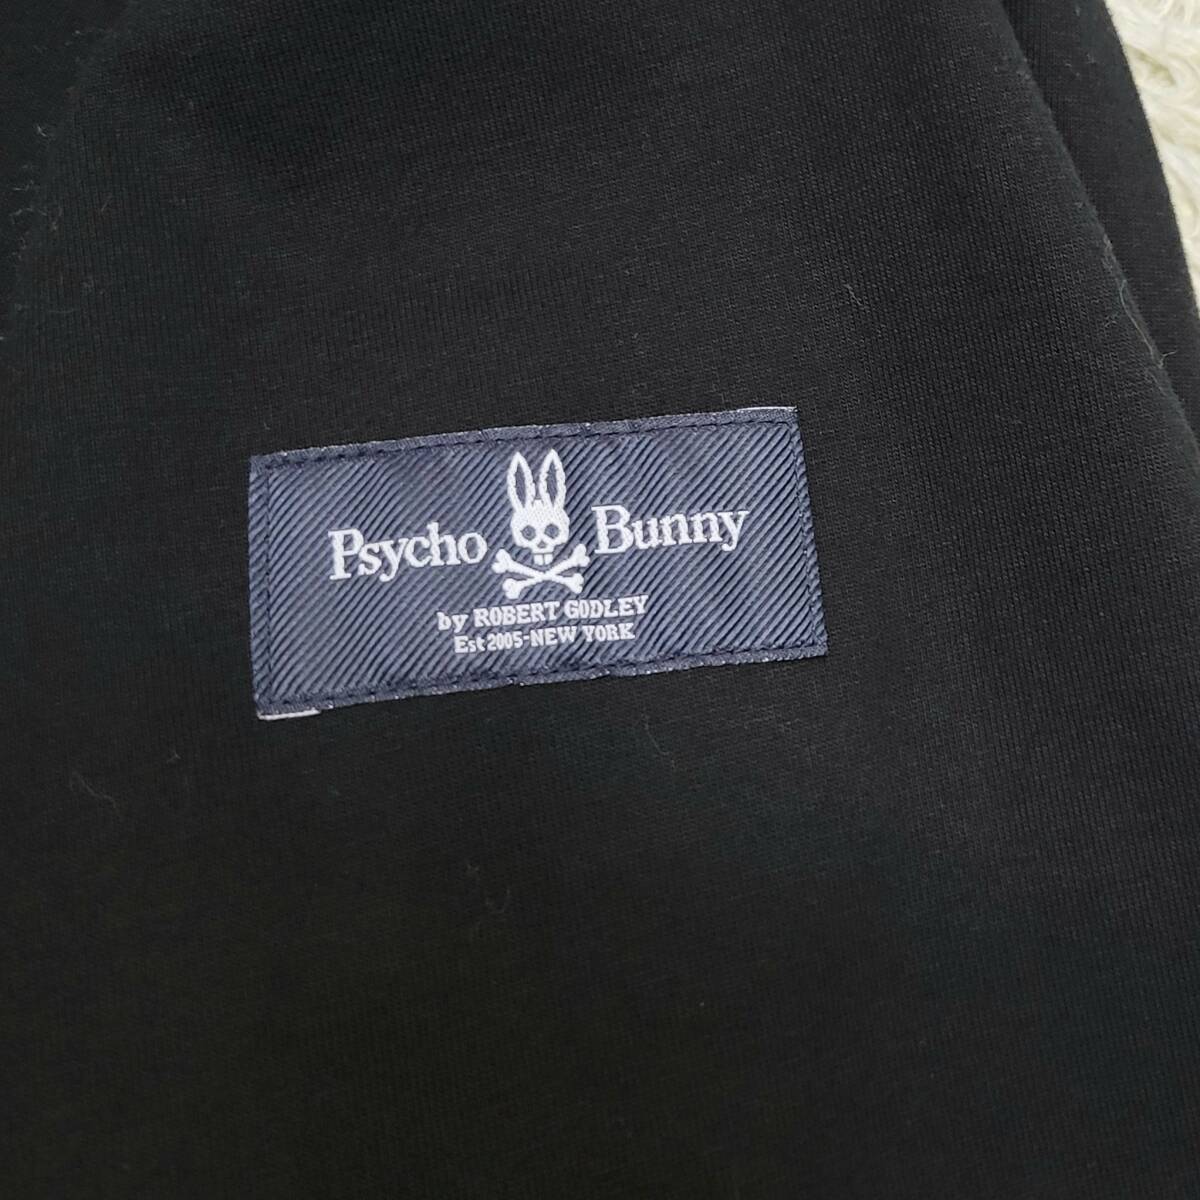 Psycho Bunny
by ROBERT GODLEY
Est 2005-NEW YORK